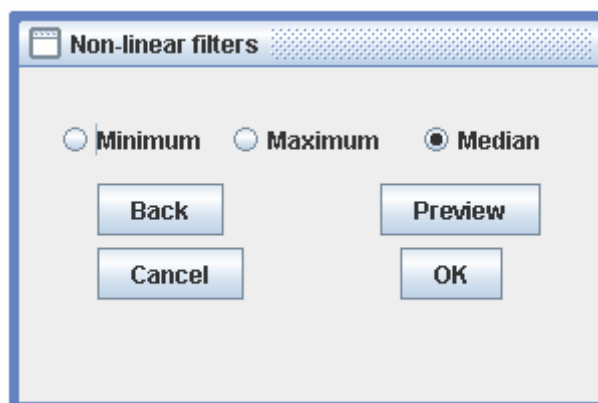 Non-linear filters
Minimum Maximum Median
Back Preview
Cancel OK